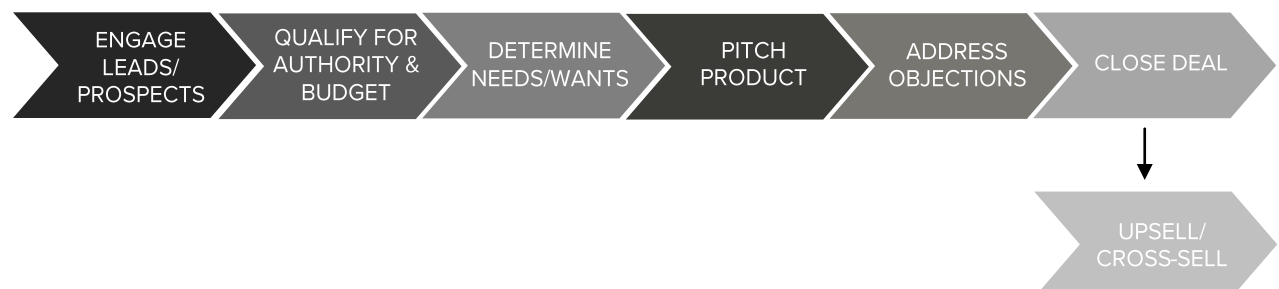 ENGAGE
LEADS/
PROSPECTS
QUALIFY FOR
AUTHORITY &
BUDGET
DETERMINE
NEEDS/WANTS
PITCH
PRODUCT
ADDRESS
OBJECTIONS
CLOSE DEAL
UPSELL/
CROSS-SELL